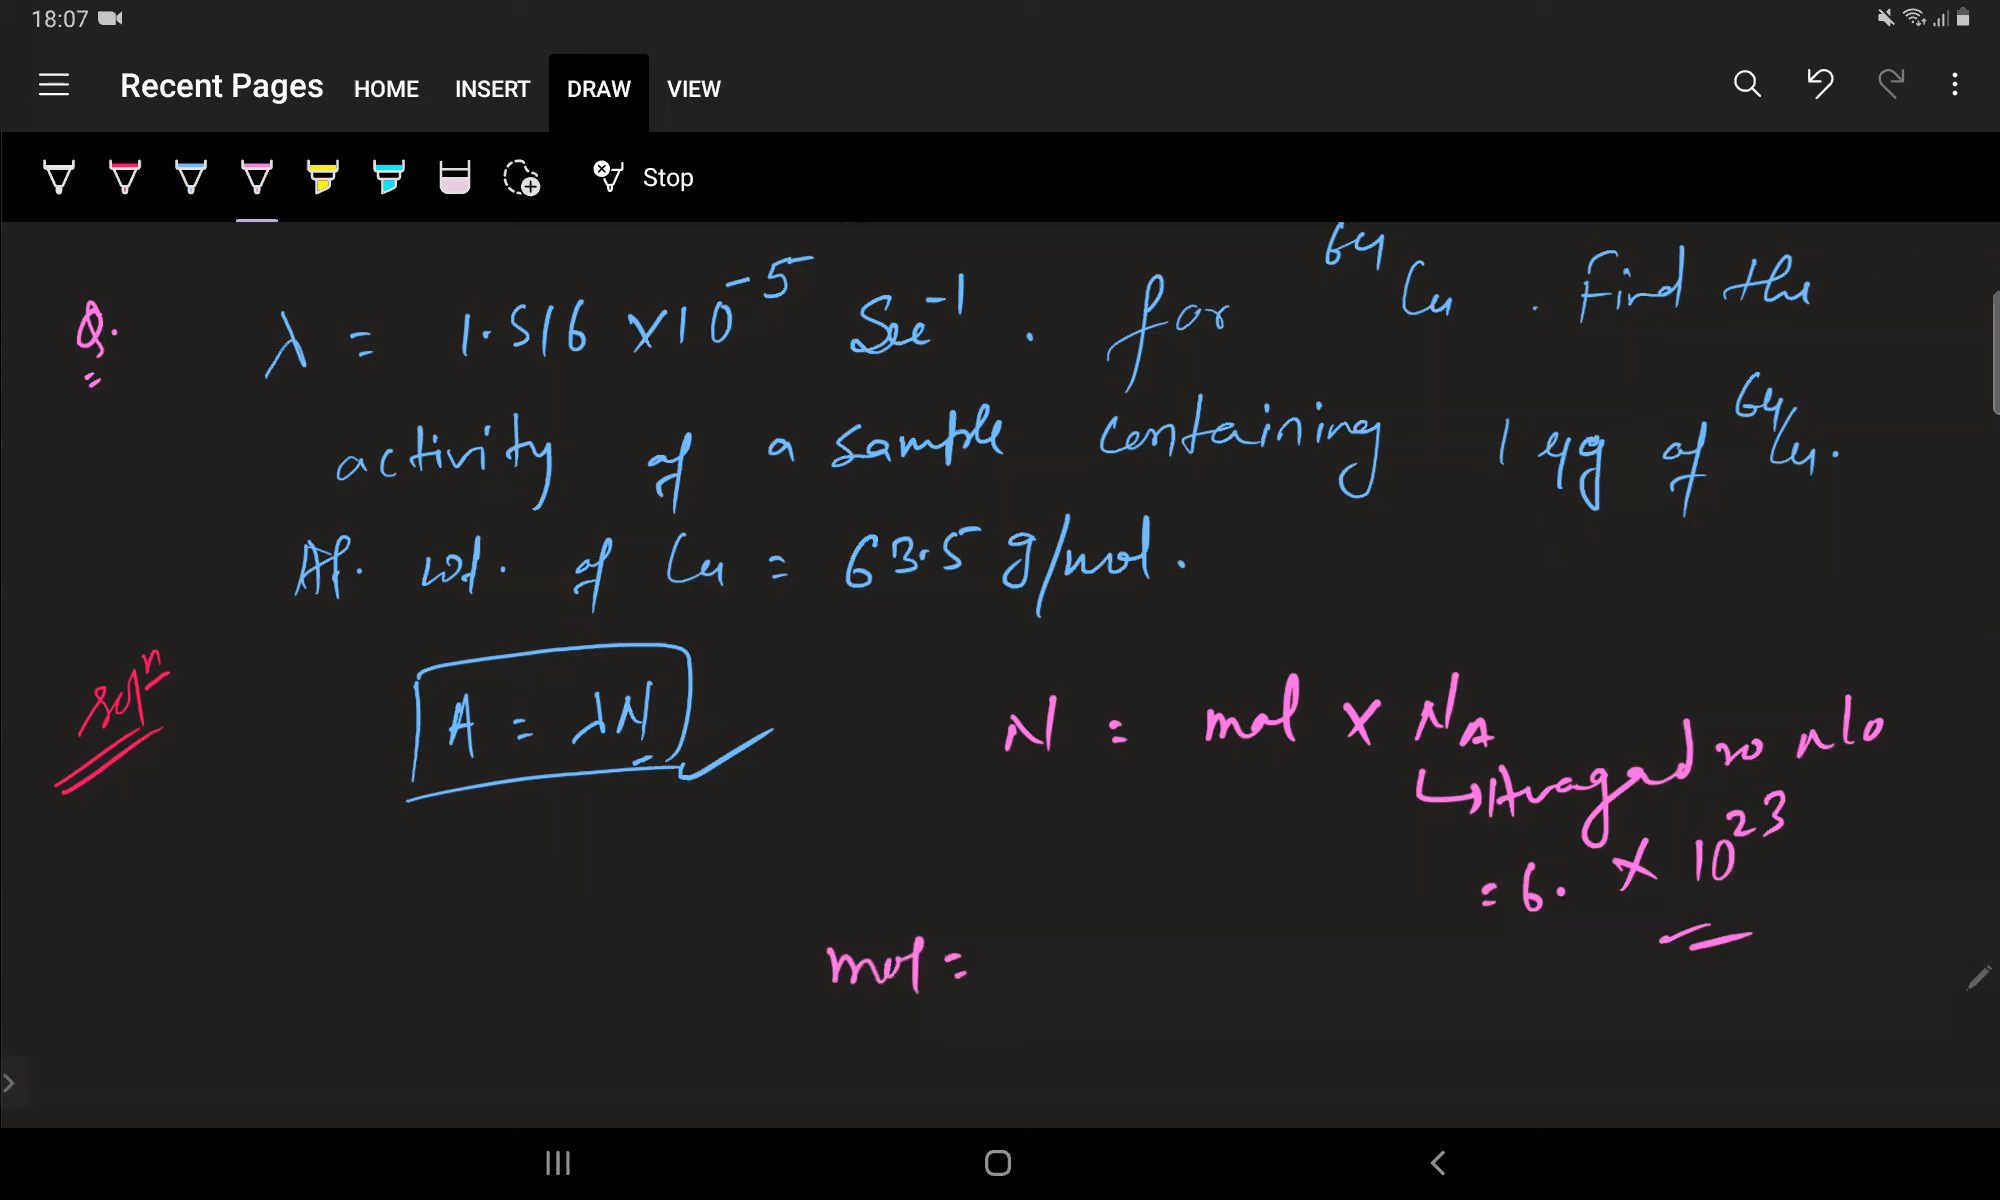 18:07
Recent Pages HOME INSERT DRAW VIEW
Stop
Q. λ = 1.516 × 10⁻⁵ Sec⁻¹. for ⁶⁴Cu. Find the
activity of a sample containing 1 μg of ⁶⁴Cu.
At. wt. of Cu = 63.5 g/mol.
solⁿ A = λN N = mol × N_A
↳ Avagadro no
= 6. × 10²³
mol =